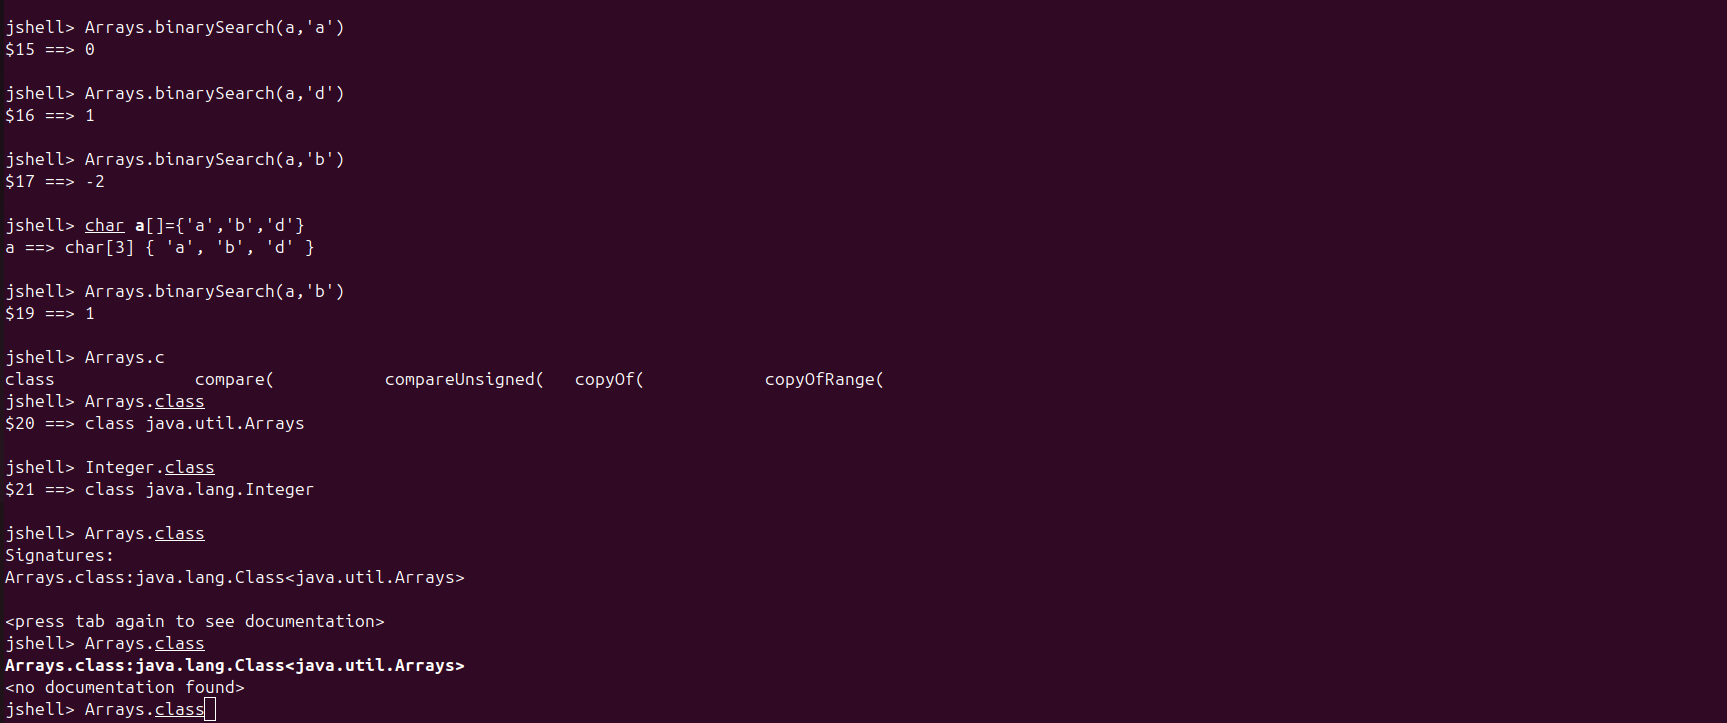 jshell> Arrays.binarySearch(a,'a')
$15 ==> 0
jshell> Arrays.binarySearch(a,'d')
$16 ==> 1
jshell> Arrays.binarySearch(a,'b')
$17 ==> -2
jshell> char a[]={'a','b','d'}
a ==> char[3] { 'a', 'b', 'd' }
jshell> Arrays.binarySearch(a,'b')
$19 ==> 1
jshell> Arrays.c
class compare( compareUnsigned( copyOf( copyOfRange(
jshell> Arrays.class
$20 ==> class java.util.Arrays
jshell> Integer.class
$21 ==> class java.lang.Integer
jshell> Arrays.class
Signatures:
Arrays.class:java.lang.Class<java.util.Arrays>
<press tab again to see documentation>
jshell> Arrays.class
Arrays.class:java.lang.Class<java.util.Arrays>
<no documentation found>
jshell> Arrays.class